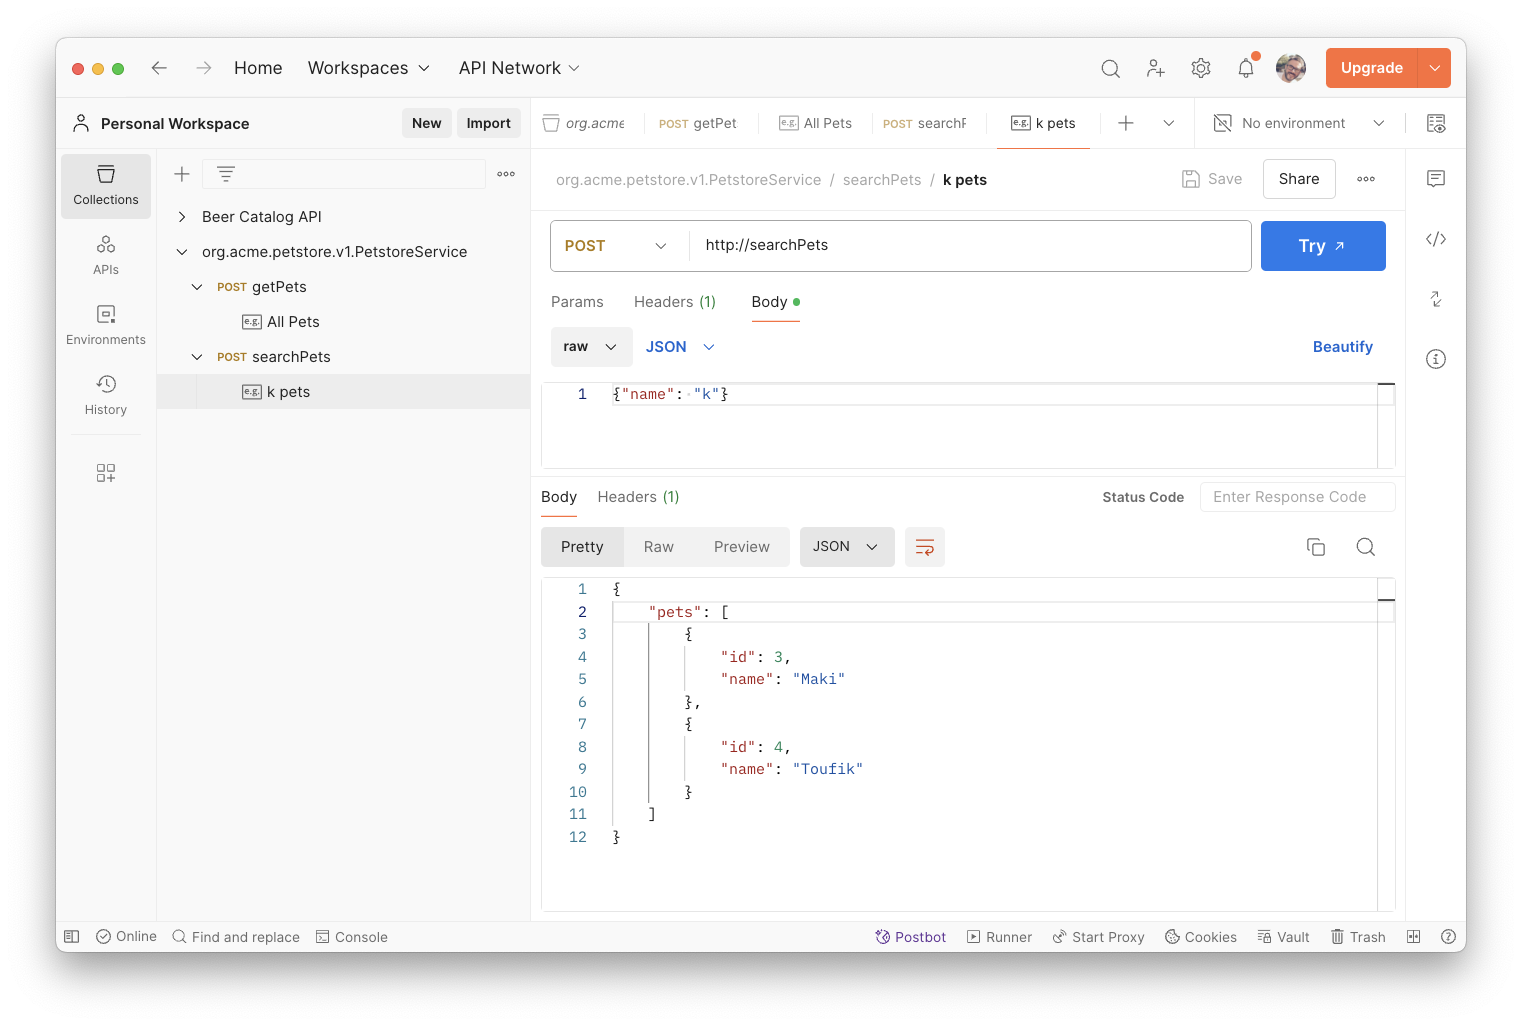 Home Workspaces API Network Upgrade
Personal Workspace New Import
org.acme POST getPet e.g. All Pets POST searchP e.g. k pets No environment
Collections
APIs
Environments
History
Beer Catalog API
org.acme.petstore.v1.PetstoreService
POST getPets
e.g. All Pets
POST searchPets
e.g. k pets
org.acme.petstore.v1.PetstoreService / searchPets / k pets Save Share
POST http://searchPets Try
Params Headers (1) Body
raw JSON Beautify
1 {"name": "k"}
Body Headers (1) Status Code Enter Response Code
Pretty Raw Preview JSON
1 {
2 "pets": [
3 {
4 "id": 3,
5 "name": "Maki"
6 },
7 {
8 "id": 4,
9 "name": "Toufik"
10 }
11 ]
12 }
Online Find and replace Console Postbot Runner Start Proxy Cookies Vault Trash